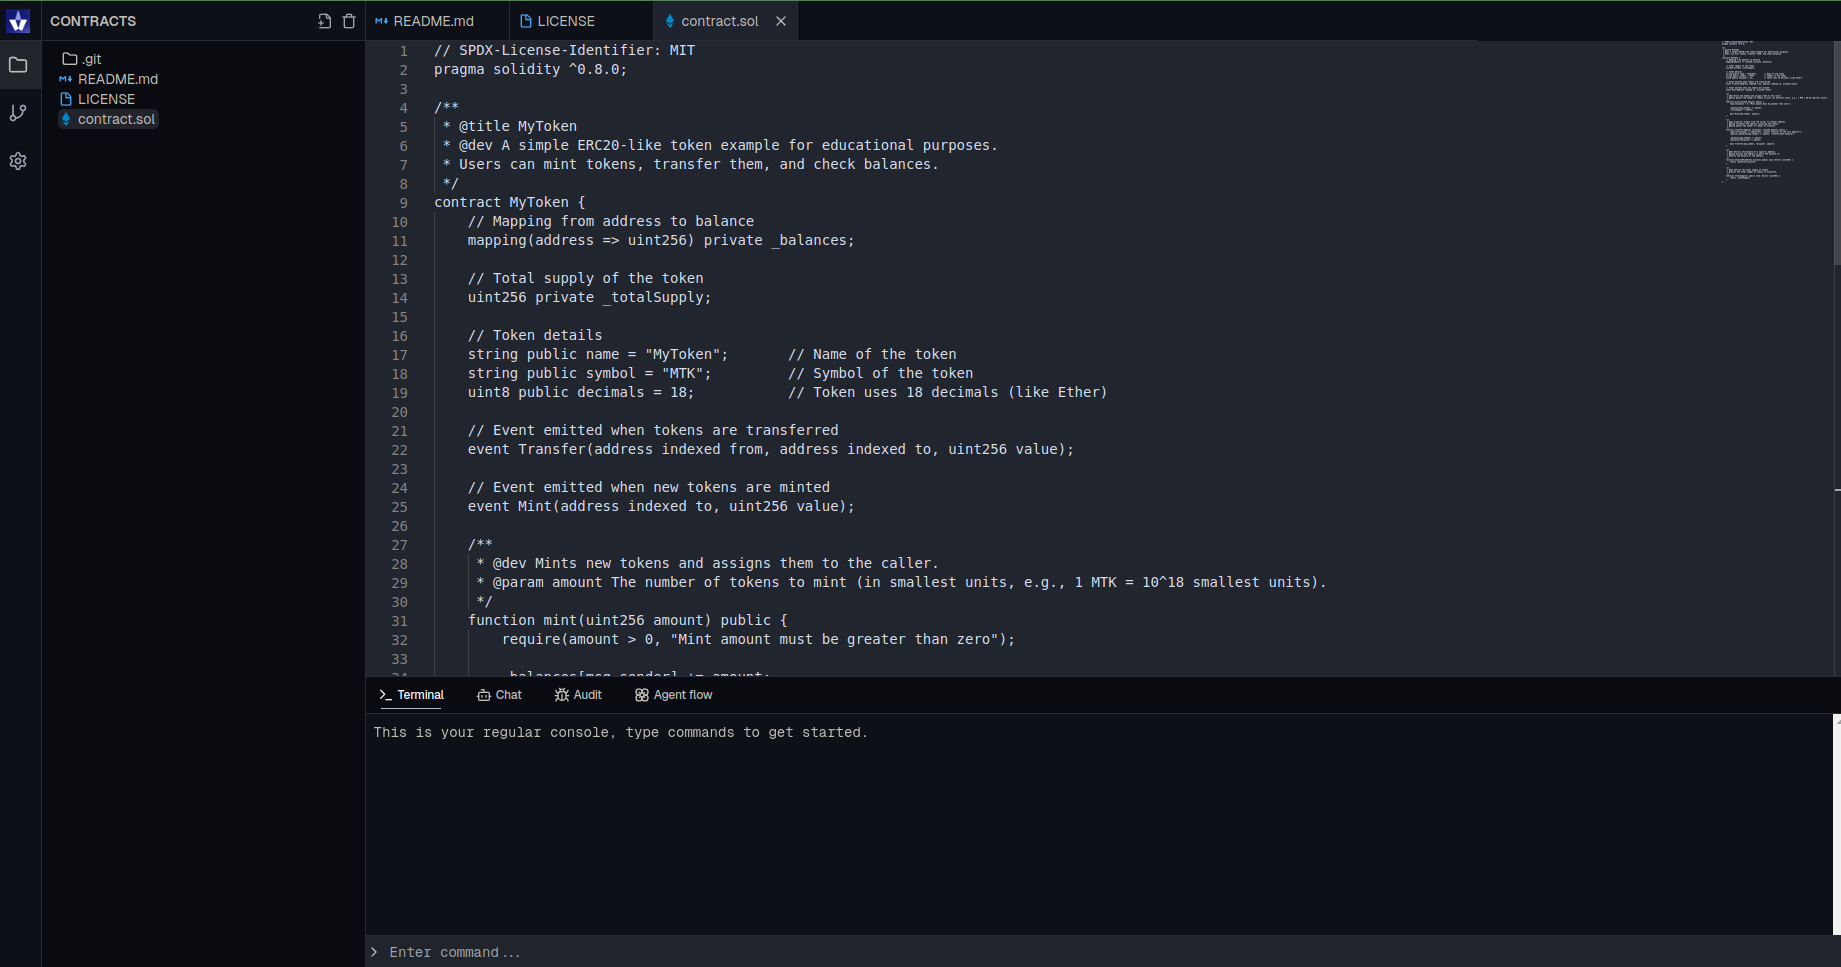 CONTRACTS
README.md
LICENSE
contract.sol
.git
README.md
LICENSE
contract.sol
1 // SPDX-License-Identifier: MIT
2 pragma solidity ^0.8.0;
3
4 /**
5  * @title MyToken
6  * @dev A simple ERC20-like token example for educational purposes.
7  * Users can mint tokens, transfer them, and check balances.
8  */
9 contract MyToken {
10     // Mapping from address to balance
11     mapping(address => uint256) private _balances;
12
13     // Total supply of the token
14     uint256 private _totalSupply;
15
16     // Token details
17     string public name = "MyToken";       // Name of the token
18     string public symbol = "MTK";         // Symbol of the token
19     uint8 public decimals = 18;           // Token uses 18 decimals (like Ether)
20
21     // Event emitted when tokens are transferred
22     event Transfer(address indexed from, address indexed to, uint256 value);
23
24     // Event emitted when new tokens are minted
25     event Mint(address indexed to, uint256 value);
26
27     /**
28      * @dev Mints new tokens and assigns them to the caller.
29      * @param amount The number of tokens to mint (in smallest units, e.g., 1 MTK = 10^18 smallest units).
30      */
31     function mint(uint256 amount) public {
32         require(amount > 0, "Mint amount must be greater than zero");
33
34         _balances[msg.sender] += amount;
Terminal
Chat
Audit
Agent flow
This is your regular console, type commands to get started.
> Enter command...